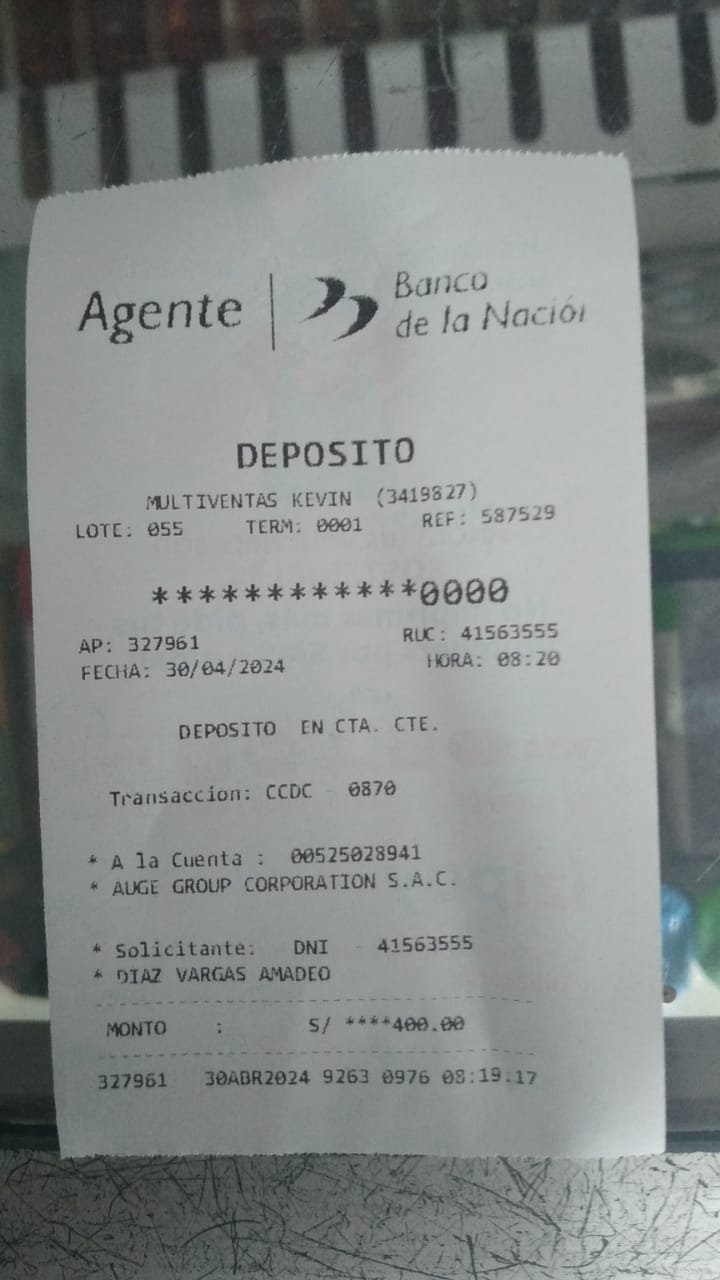 Agente | Banco
de la Nación
DEPOSITO
MULTIVENTAS KEVIN (3419827)
LOTE: 055 TERM: 0001 REF: 587529
************0000
AP: 327961 RUC: 41563555
FECHA: 30/04/2024 HORA: 08:20
DEPOSITO EN CTA. CTE.
Transaccion: CCDC - 0870
* A la Cuenta : 00525028941
* AUGE GROUP CORPORATION S.A.C.
* Solicitante: DNI - 41563555
* DIAZ VARGAS AMADEO
MONTO : S/ ****400.00
327961 30ABR2024 9263 0976 08:19:17